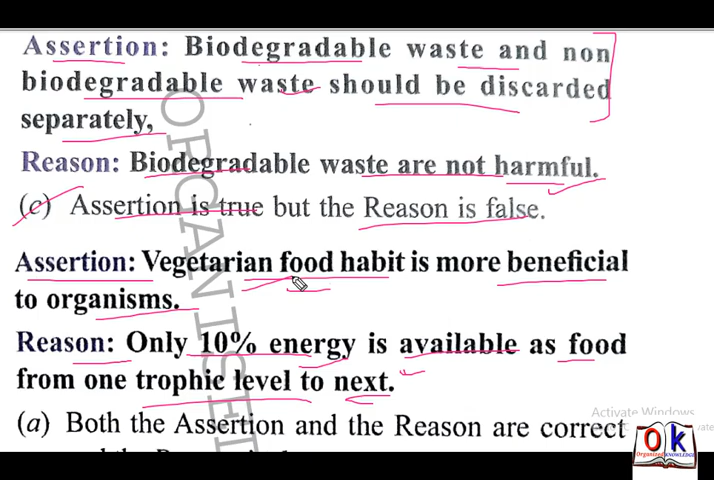 Assertion: Biodegradable waste and non
biodegradable waste should be discarded
separately,
Reason: Biodegradable waste are not harmful.
(c) Assertion is true but the Reason is false.
Assertion: Vegetarian food habit is more beneficial
to organisms.
Reason: Only 10% energy is available as food
from one trophic level to next.
(a) Both the Assertion and the Reason are correct
ORGANISE
Activate Windows
Ok
Organized KNOWLEDGE